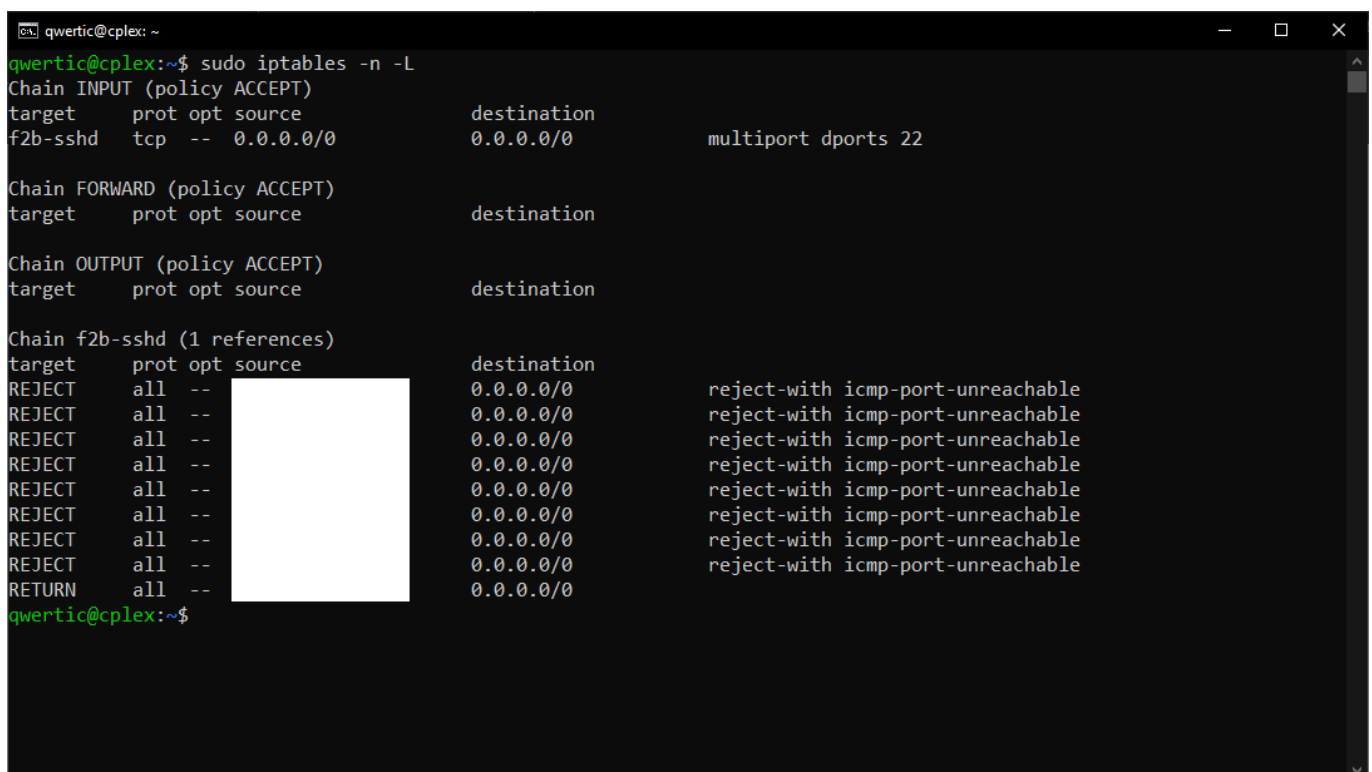 qwertic@cplex: ~
qwertic@cplex:~$ sudo iptables -n -L
Chain INPUT (policy ACCEPT)
target     prot opt source               destination
f2b-sshd   tcp  --  0.0.0.0/0            0.0.0.0/0            multiport dports 22
Chain FORWARD (policy ACCEPT)
target     prot opt source               destination
Chain OUTPUT (policy ACCEPT)
target     prot opt source               destination
Chain f2b-sshd (1 references)
target     prot opt source               destination
REJECT     all  --                       0.0.0.0/0            reject-with icmp-port-unreachable
REJECT     all  --                       0.0.0.0/0            reject-with icmp-port-unreachable
REJECT     all  --                       0.0.0.0/0            reject-with icmp-port-unreachable
REJECT     all  --                       0.0.0.0/0            reject-with icmp-port-unreachable
REJECT     all  --                       0.0.0.0/0            reject-with icmp-port-unreachable
REJECT     all  --                       0.0.0.0/0            reject-with icmp-port-unreachable
REJECT     all  --                       0.0.0.0/0            reject-with icmp-port-unreachable
REJECT     all  --                       0.0.0.0/0            reject-with icmp-port-unreachable
RETURN     all  --                       0.0.0.0/0
qwertic@cplex:~$